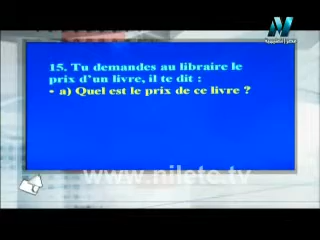 15. Tu demandes au libraire le
prix d'un livre, il te dit :
• a) Quel est le prix de ce livre ?
www.nilete.tv